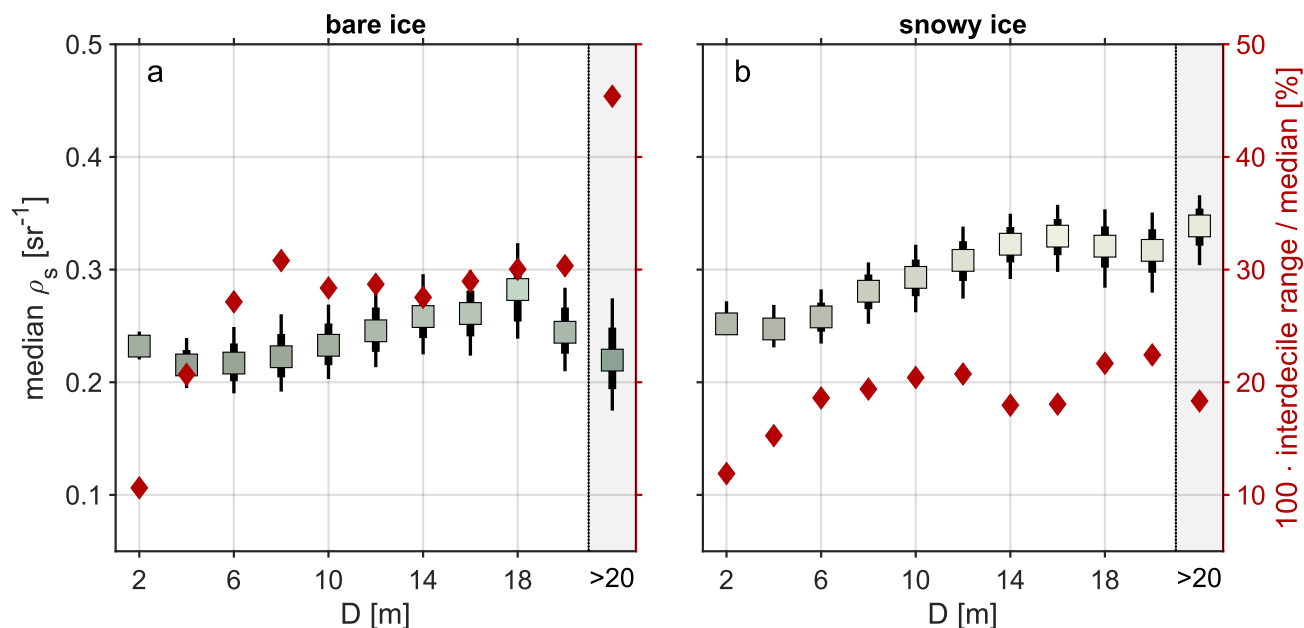 bare ice
snowy ice
a
b
0.5
0.4
0.3
0.2
0.1
median ρs [sr-1]
50
40
30
20
10
100 · interdecile range / median [%]
2 6 10 14 18 >20
2 6 10 14 18 >20
D [m]
D [m]